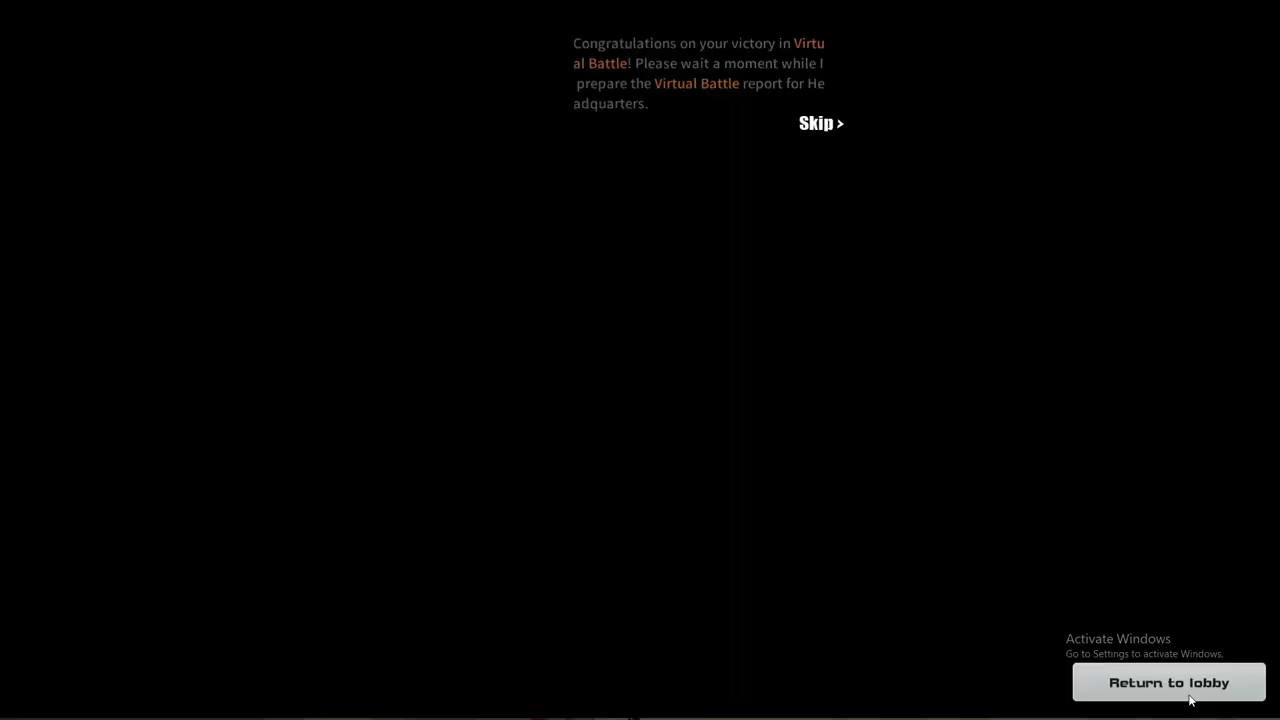 Congratulations on your victory in Virtu
al Battle! Please wait a moment while I
prepare the Virtual Battle report for He
adquarters.
Skip >
Activate Windows
Go to Settings to activate Windows.
Return to lobby